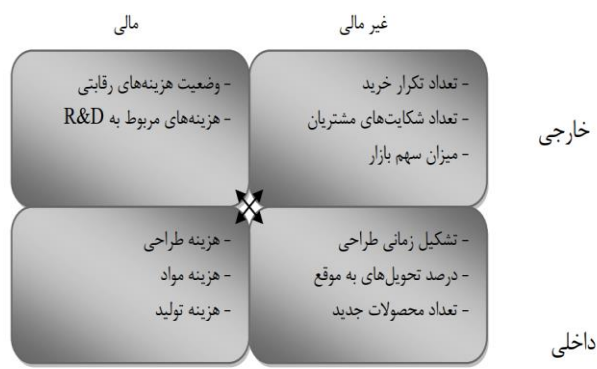 غیر مالی
مالی
خارجی
- تعداد تکرار خرید
- تعداد شکایت‌های مشتریان
- میزان سهم بازار
- وضعیت هزینه‌های رقابتی
- هزینه‌های مربوط به R&D
داخلی
- تشکیل زمانی طراحی
- درصد تحویل‌های به موقع
- تعداد محصولات جدید
- هزینه طراحی
- هزینه مواد
- هزینه تولید